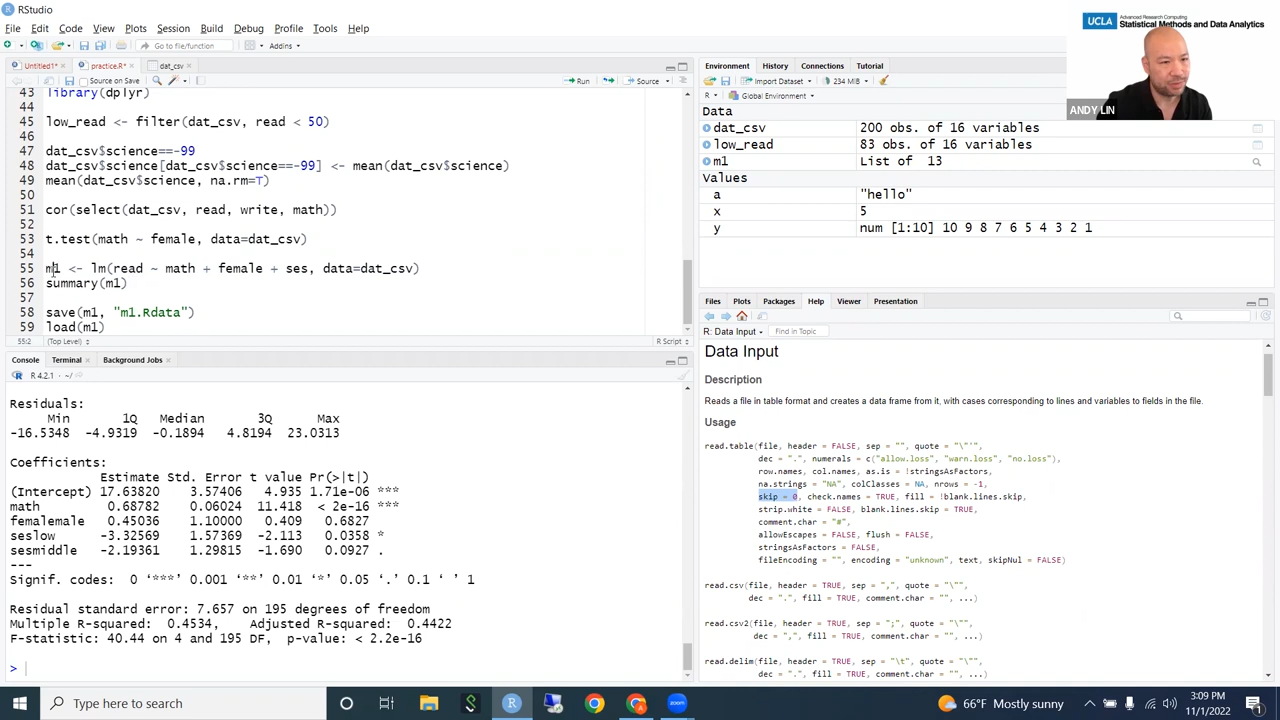 RStudio
File Edit Code View Plots Session Build Debug Profile Tools Help
Go to file/function Addins
UCLA Advanced Research Computing
Statistical Methods and Data Analytics
ANDY LIN
Untitled1* practice.R* dat_csv
Source on Save Run Source
43 library(dplyr)
44
45 low_read <- filter(dat_csv, read < 50)
46
47 dat_csv$science==-99
48 dat_csv$science[dat_csv$science==-99] <- mean(dat_csv$science)
49 mean(dat_csv$science, na.rm=T)
50
51 cor(select(dat_csv, read, write, math))
52
53 t.test(math ~ female, data=dat_csv)
54
55 m1 <- lm(read ~ math + female + ses, data=dat_csv)
56 summary(m1)
57
58 save(m1, "m1.Rdata")
59 load(m1)
55:2 (Top Level) R Script
Console Terminal Background Jobs
R 4.2.1 · ~/
Residuals:
Min 1Q Median 3Q Max
-16.5348 -4.9319 -0.1894 4.8194 23.0313
Coefficients:
Estimate Std. Error t value Pr(>|t|)
(Intercept) 17.63820 3.57406 4.935 1.71e-06 ***
math 0.68782 0.06024 11.418 < 2e-16 ***
femalemale 0.45036 1.10000 0.409 0.6827
seslow -3.32569 1.57369 -2.113 0.0358 *
sesmiddle -2.19361 1.29815 -1.690 0.0927 .
---
Signif. codes: 0 ‘***’ 0.001 ‘**’ 0.01 ‘*’ 0.05 ‘.’ 0.1 ‘ ’ 1
Residual standard error: 7.657 on 195 degrees of freedom
Multiple R-squared: 0.4534, Adjusted R-squared: 0.4422
F-statistic: 40.44 on 4 and 195 DF, p-value: < 2.2e-16
>
Environment History Connections Tutorial
Import Dataset 234 MiB
R Global Environment
Data
dat_csv 200 obs. of 16 variables
low_read 83 obs. of 16 variables
m1 List of 13
Values
a "hello"
x 5
y num [1:10] 10 9 8 7 6 5 4 3 2 1
Files Plots Packages Help Viewer Presentation
R: Data Input Find in Topic
Data Input
Description
Reads a file in table format and creates a data frame from it, with cases corresponding to lines and variables to fields in the file.
Usage
read.table(file, header = FALSE, sep = "", quote = "\"'",
dec = ".", numerals = c("allow.loss", "warn.loss", "no.loss"),
row.names, col.names, as.is = !stringsAsFactors,
na.strings = "NA", colClasses = NA, nrows = -1,
skip = 0, check.names = TRUE, fill = !blank.lines.skip,
strip.white = FALSE, blank.lines.skip = TRUE,
comment.char = "#",
allowEscapes = FALSE, flush = FALSE,
stringsAsFactors = FALSE,
fileEncoding = "", encoding = "unknown", text, skipNul = FALSE)
read.csv(file, header = TRUE, sep = ",", quote = "\"",
dec = ".", fill = TRUE, comment.char = "", ...)
read.csv2(file, header = TRUE, sep = ";", quote = "\"",
dec = ",", fill = TRUE, comment.char = "", ...)
read.delim(file, header = TRUE, sep = "\t", quote = "\"",
dec = ".", fill = TRUE, comment.char = "", ...)
Type here to search
zoom
66°F Mostly sunny
3:09 PM
11/1/2022
1